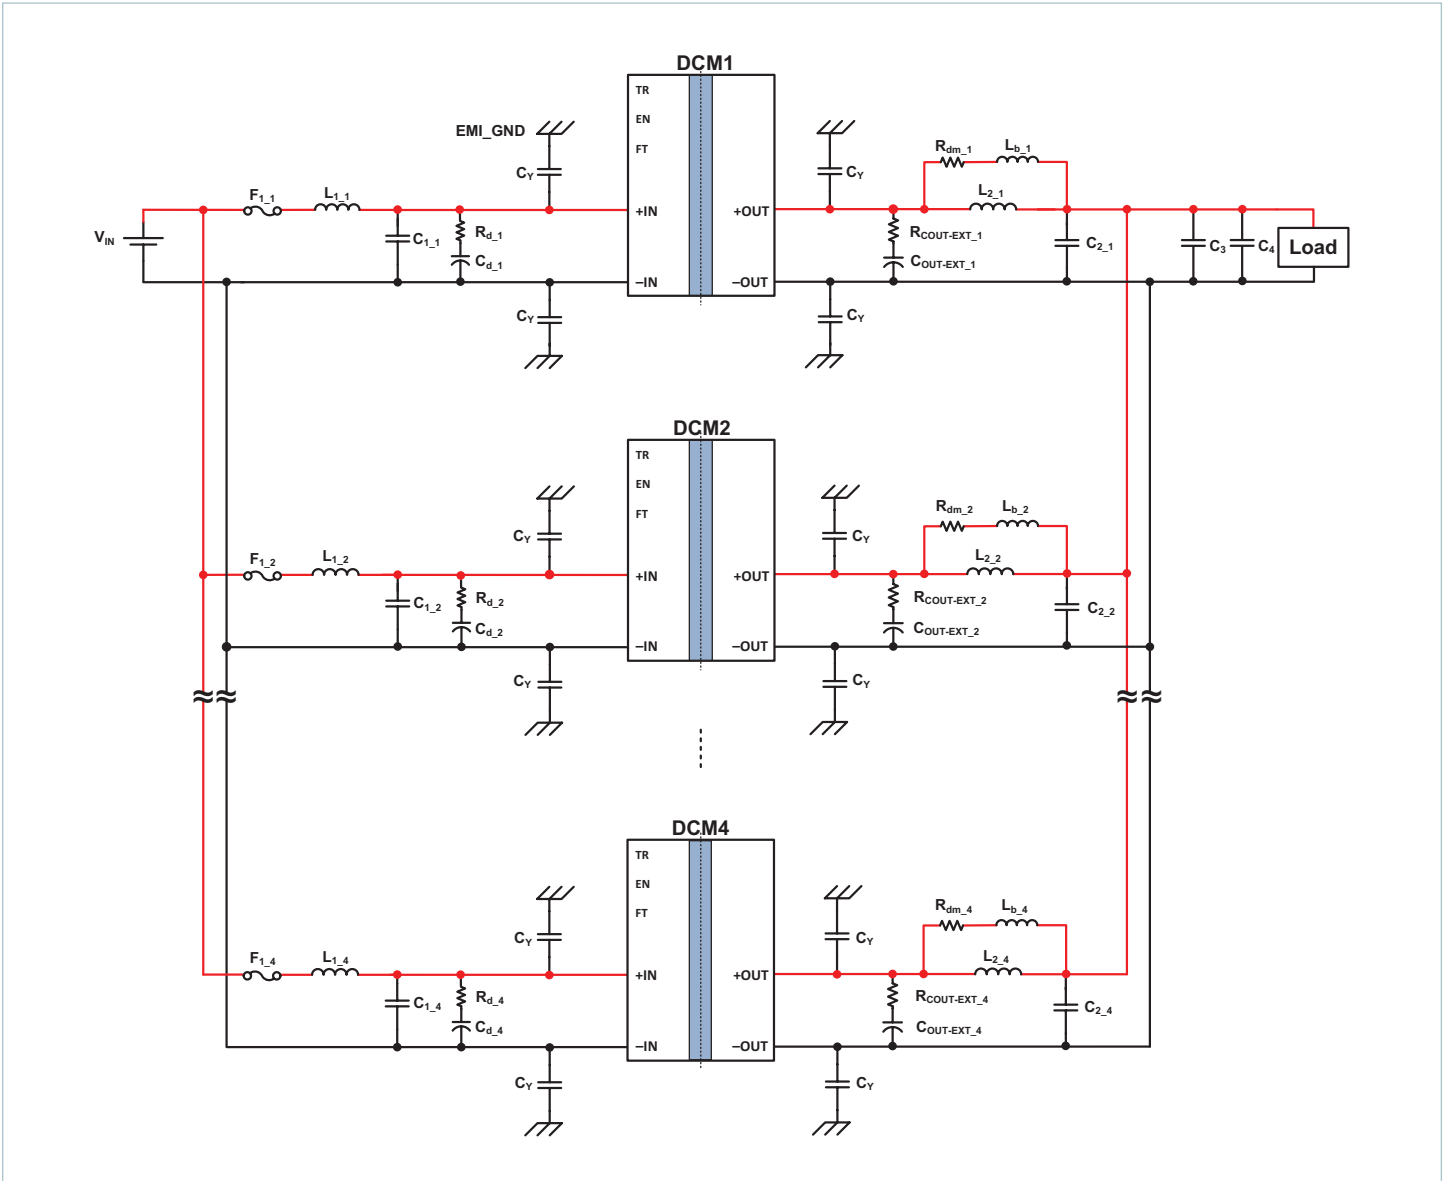 DCM1
TR
EN
FT
+IN
–IN
+OUT
–OUT
EMI_GND
CY
CY
CY
CY
VIN
F1_1
L1_1
C1_1
Rd_1
Cd_1
RCOUT-EXT_1
COUT-EXT_1
Rdm_1
Lb_1
L2_1
C2_1
C3
C4
Load
DCM2
TR
EN
FT
+IN
–IN
+OUT
–OUT
CY
CY
CY
CY
F1_2
L1_2
C1_2
Rd_2
Cd_2
RCOUT-EXT_2
COUT-EXT_2
Rdm_2
Lb_2
L2_2
C2_2
DCM4
TR
EN
FT
+IN
–IN
+OUT
–OUT
CY
CY
CY
CY
F1_4
L1_4
C1_4
Rd_4
Cd_4
RCOUT-EXT_4
COUT-EXT_4
Rdm_4
Lb_4
L2_4
C2_4